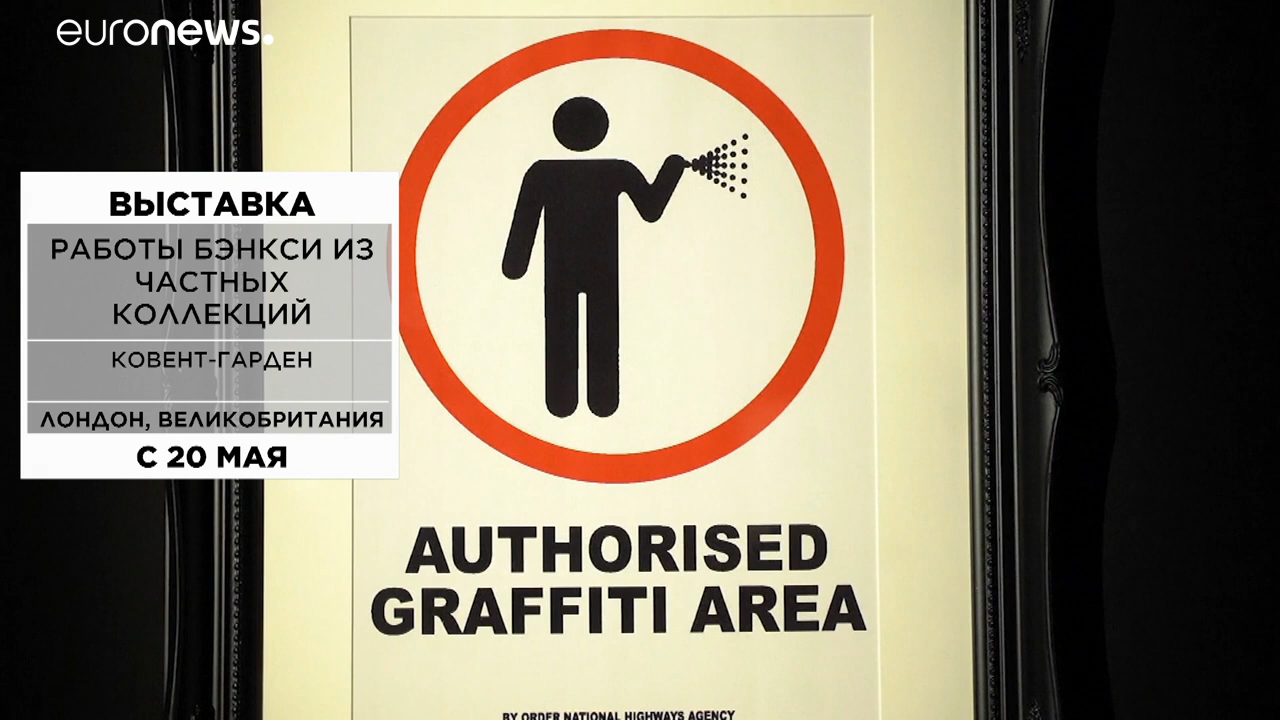 euronews.
ВЫСТАВКА
РАБОТЫ БЭНКСИ ИЗ
ЧАСТНЫХ
КОЛЛЕКЦИЙ
КОВЕНТ-ГАРДЕН
ЛОНДОН, ВЕЛИКОБРИТАНИЯ
С 20 МАЯ
AUTHORISED
GRAFFITI AREA
BY ORDER NATIONAL HIGHWAYS AGENCY